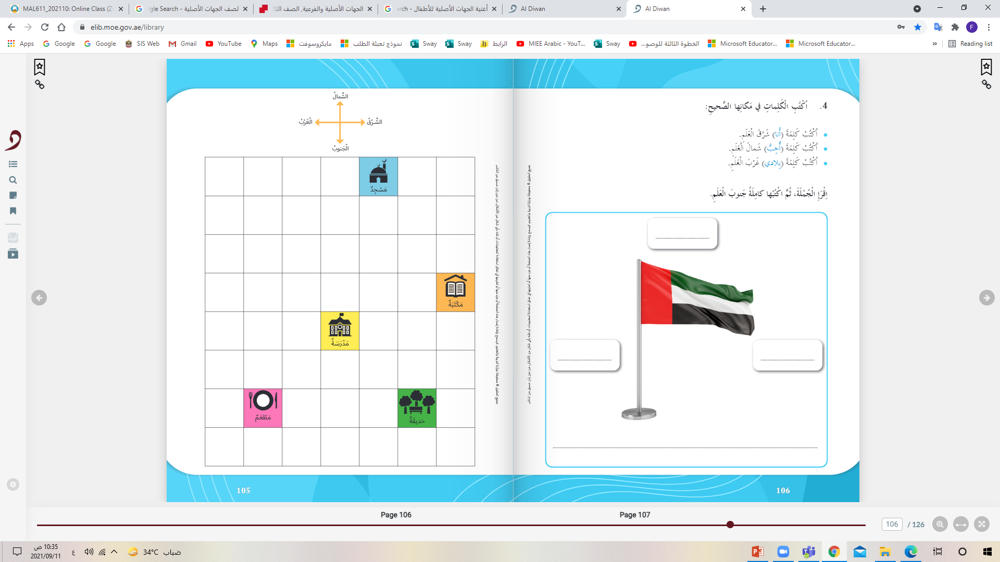 MAL611_202110: Online Class (Z
gle Search - لصف الجهات الأصلية
الجهات الأصلية والفرعية, الصف الثا
arch - أغنية الجهات الأصلية للأطفال
Al Diwan
Al Diwan
elib.moe.gov.ae/library
F
Apps
Google
Google
SIS Web
Gmail
YouTube
Maps
مايكروسوفت
نموذج تعبئة الطلب
Sway
Sway
الرابط
MIEE Arabic - YouT...
Sway
الخطوة الثالثة للوصو...
Microsoft Educator...
Microsoft Educator...
»
Reading list
4. اُكْتُبِ الْكَلِماتِ في مَكانِها الصَّحيحِ:
اُكْتُبْ كَلِمَةَ (أَنا) شَرْقَ الْعَلَمِ.
اُكْتُبْ كَلِمَةَ (أُحِبُّ) شَمالَ الْعَلَمِ.
اُكْتُبْ كَلِمَةَ (بِلادي) غَرْبَ الْعَلَمِ.
اِقْرَأِ الْجُمْلَةَ، ثُمَّ اكْتُبْها كامِلَةً جَنوبَ الْعَلَمِ.
106
الشَّمالُ
الشَّرْقُ
الْغَرْبُ
الْجَنوبُ
مَسْجِدٌ
مَكْتَبَةٌ
مَدْرَسَةٌ
مَطْعَمٌ
حَديقَةٌ
105
Page 106
Page 107
106 / 126
10:35 ص
2021/09/11
ع
34°C ضباب